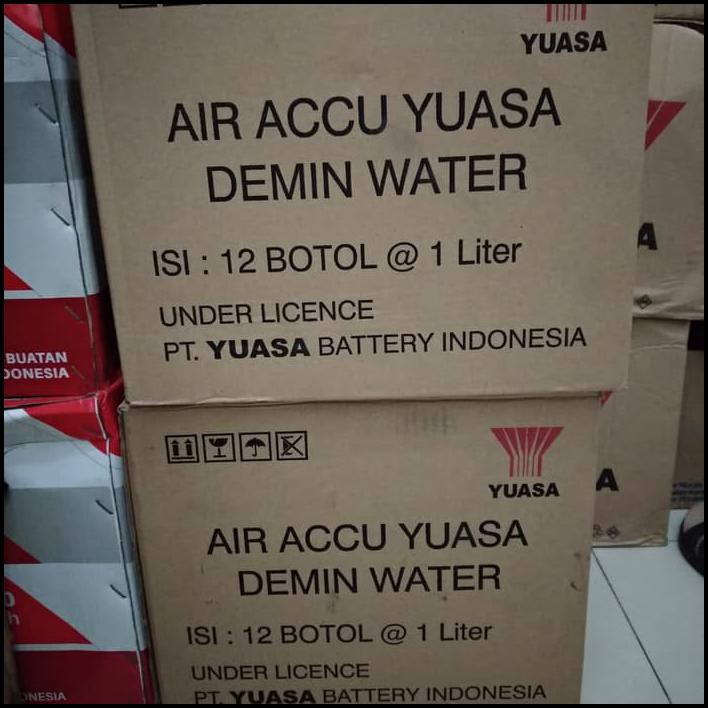 YUASA
AIR ACCU YUASA
DEMIN WATER
ISI : 12 BOTOL @ 1 Liter
UNDER LICENCE
PT. YUASA BATTERY INDONESIA
BUATAN
YUASA
AIR ACCU YUASA
DEMIN WATER
ISI : 12 BOTOL @ 1 Liter
UNDER LICENCE
PT. YUASA BATTERY INDONESIA